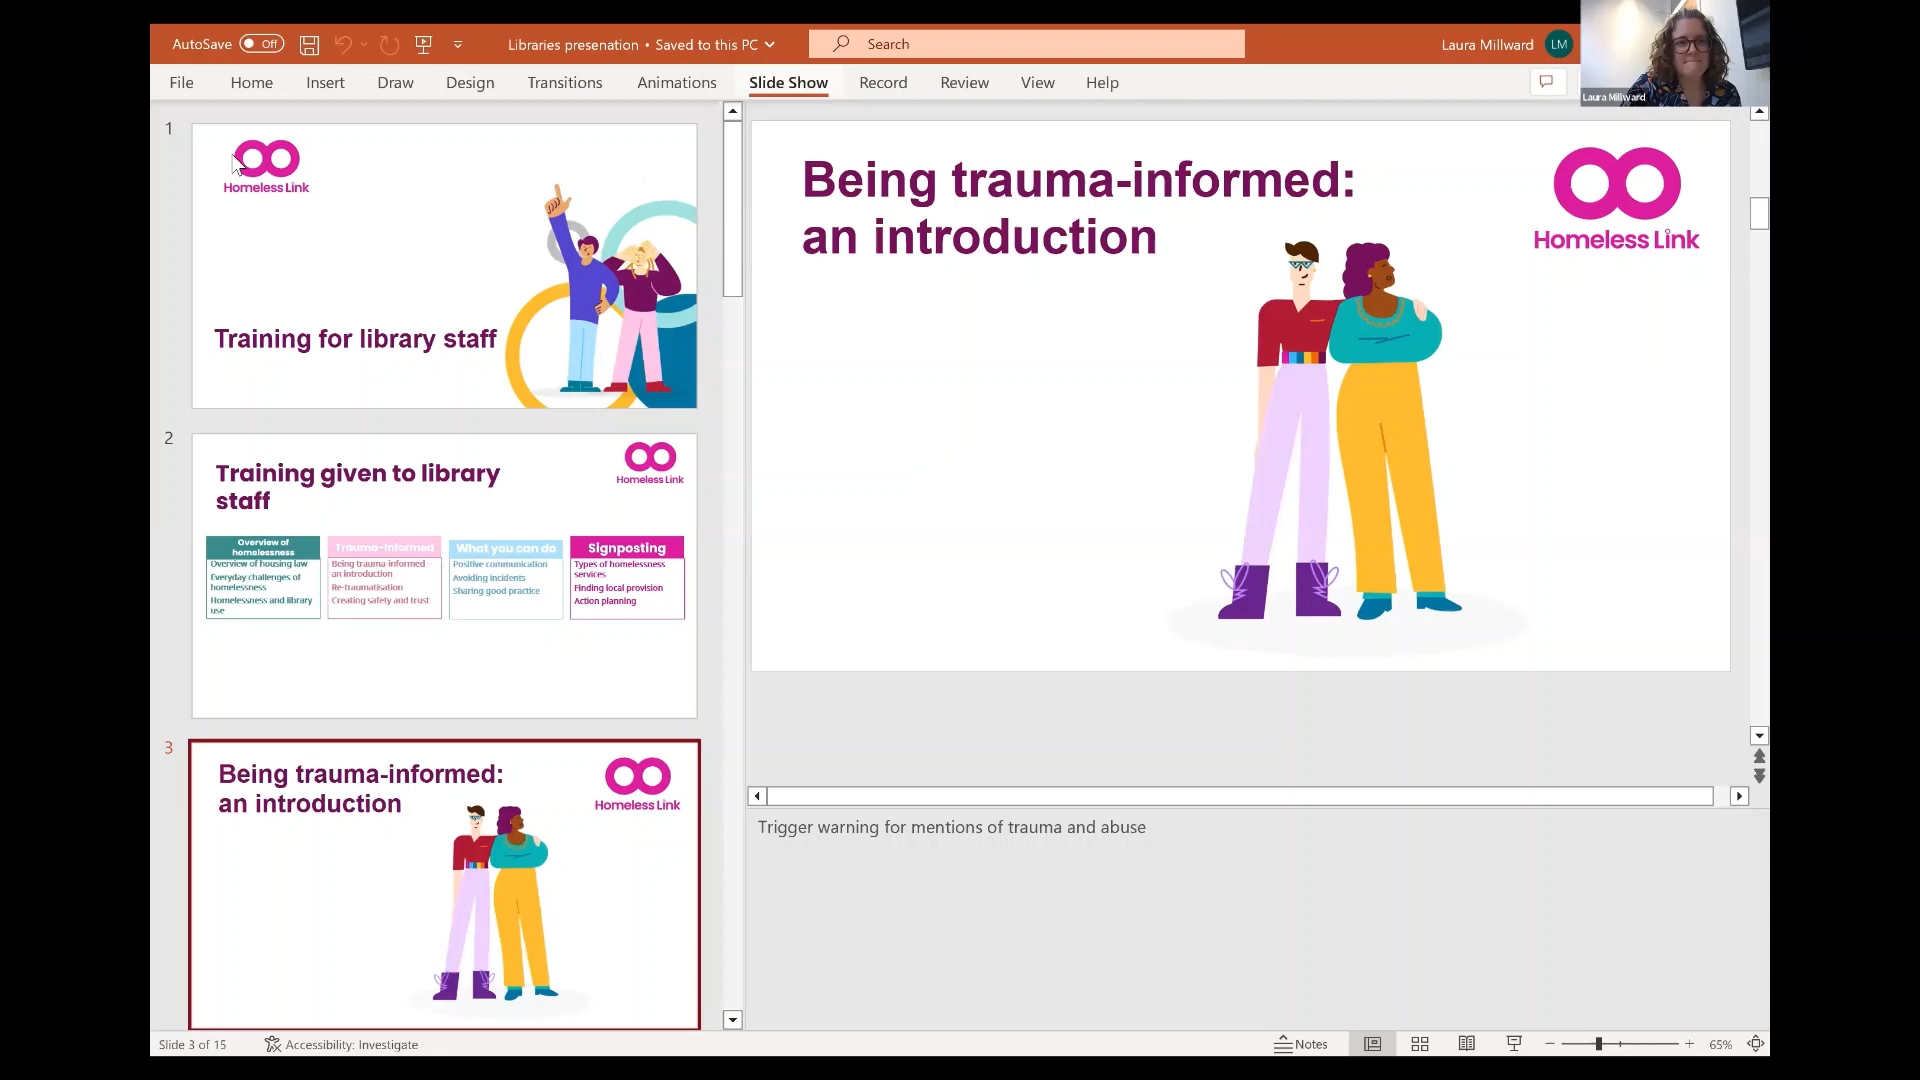 AutoSave Off
Libraries presenation • Saved to this PC
Search
Laura Millward LM
Laura Millward
File Home Insert Draw Design Transitions Animations Slide Show Record Review View Help
1
Homeless Link
Training for library staff
2
Training given to library
staff
Homeless Link
Overview of
homelessness
Overview of housing law
Everyday challenges of
homelessness
Homelessness and library
use
Trauma-Informed
Being trauma-informed –
an introduction
Re-traumatisation
Creating safety and trust
What you can do
Positive communication
Avoiding incidents
Sharing good practice
Signposting
Types of homelessness
services
Finding local provision
Action planning
3
Being trauma-informed:
an introduction
Homeless Link
Being trauma-informed:
an introduction
Homeless Link
Trigger warning for mentions of trauma and abuse
Slide 3 of 15
Accessibility: Investigate
Notes
65%